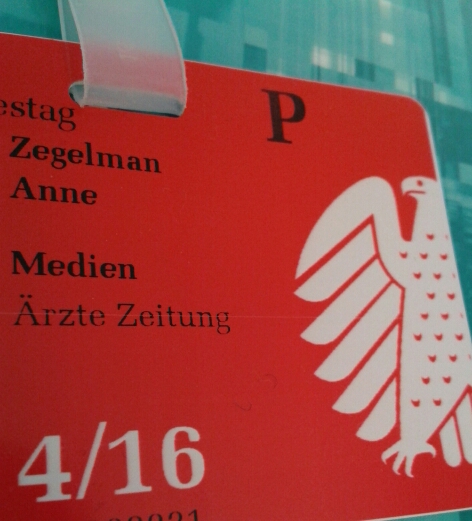 P
estag
Zegelman
Anne
Medien
Ärzte Zeitung
4/16